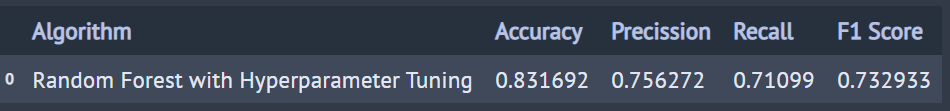 Algorithm Accuracy Precission Recall F1 Score
0 Random Forest with Hyperparameter Tuning 0.831692 0.756272 0.71099 0.732933